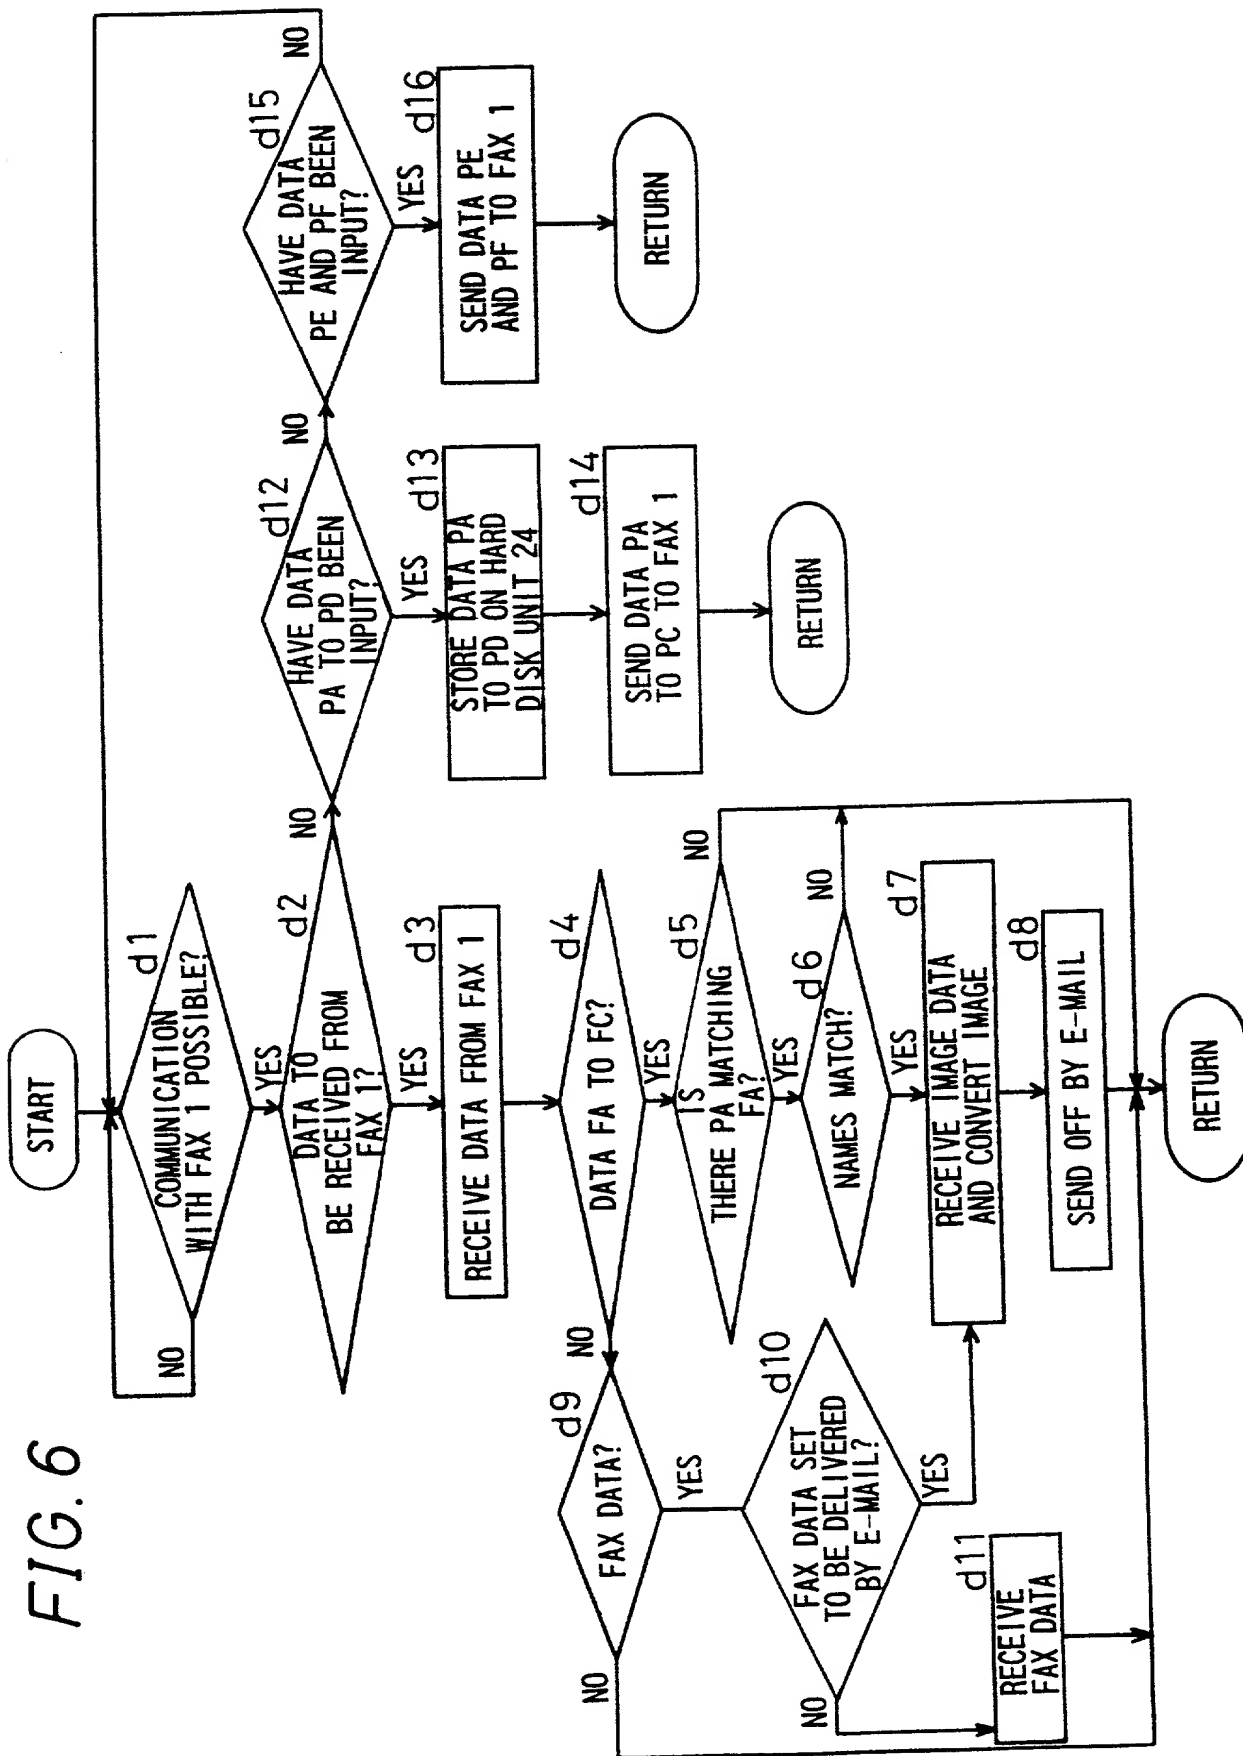 FIG. 6
START
d1
COMMUNICATION
WITH FAX 1 POSSIBLE?
NO
YES
d2
DATA TO
BE RECEIVED FROM
FAX 1?
NO
YES
d3
RECEIVE DATA FROM FAX 1
d4
DATA FA TO FC?
NO
YES
d5
IS
THERE PA MATCHING
FA?
NO
YES
d6
NAMES MATCH?
NO
YES
d7
RECEIVE IMAGE DATA
AND CONVERT IMAGE
d8
SEND OFF BY E-MAIL
RETURN
d9
FAX DATA?
NO
YES
d10
FAX DATA SET
TO BE DELIVERED
BY E-MAIL?
NO
YES
d11
RECEIVE
FAX DATA
d12
HAVE DATA
PA TO PD BEEN
INPUT?
NO
YES
d13
STORE DATA PA
TO PD ON HARD
DISK UNIT 24
d14
SEND DATA PA
TO PC TO FAX 1
RETURN
d15
HAVE DATA
PE AND PF BEEN
INPUT?
NO
YES
d16
SEND DATA PE
AND PF TO FAX 1
RETURN